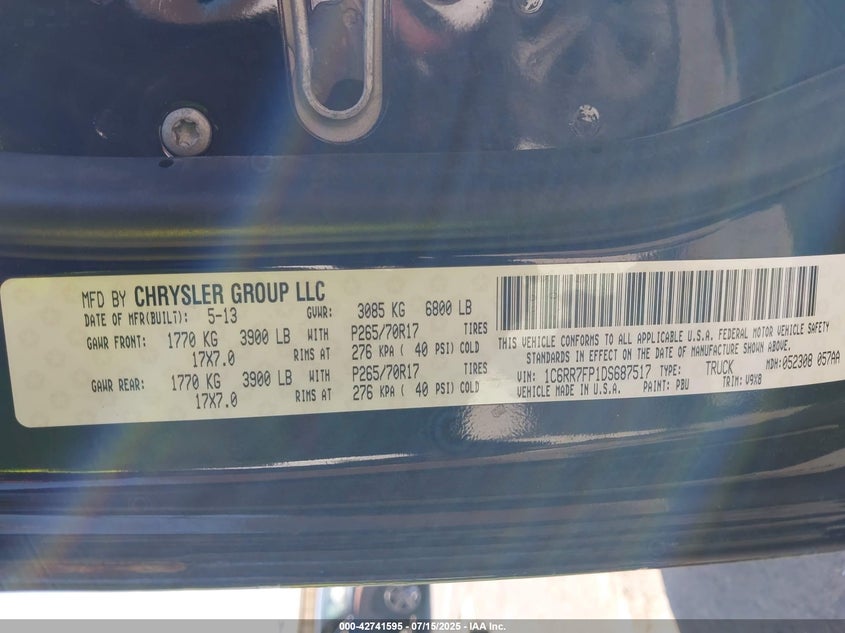 MFD BY CHRYSLER GROUP LLC
DATE OF MFR(BUILT): 5-13 GVWR: 3085 KG 6800 LB
GAWR FRONT: 1770 KG 3900 LB WITH P265/70R17 TIRES
17X7.0 RIMS AT 276 KPA ( 40 PSI) COLD
GAWR REAR: 1770 KG 3900 LB WITH P265/70R17 TIRES
17X7.0 RIMS AT 276 KPA ( 40 PSI) COLD
THIS VEHICLE CONFORMS TO ALL APPLICABLE U.S.A. FEDERAL MOTOR VEHICLE SAFETY
STANDARDS IN EFFECT ON THE DATE OF MANUFACTURE SHOWN ABOVE.
VIN: 1C6RR7FP1DS687517 TYPE: TRUCK MDH: 052308 057AA
VEHICLE MADE IN U.S.A. PAINT: PBU TRIM: V9X8
000-42741595 - 07/15/2025 - IAA Inc.